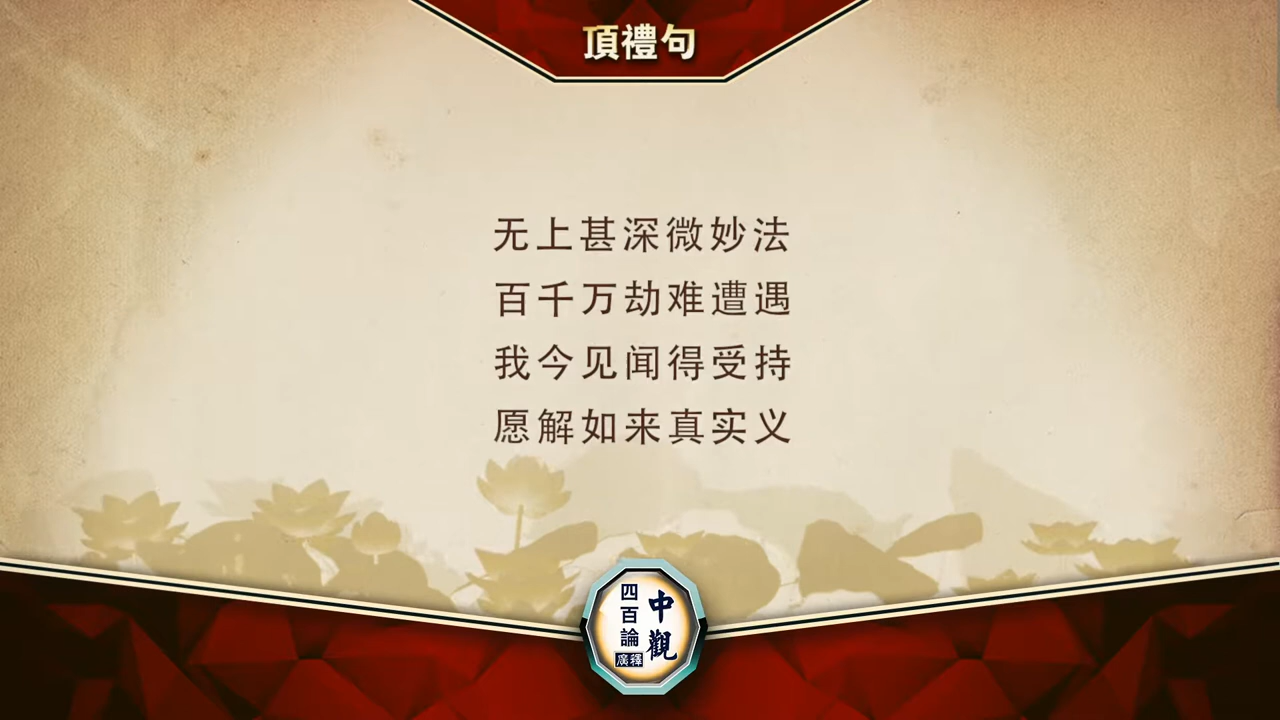 頂禮句
无上甚深微妙法
百千万劫难遭遇
我今见闻得受持
愿解如来真实义
中觀
四百論
廣釋